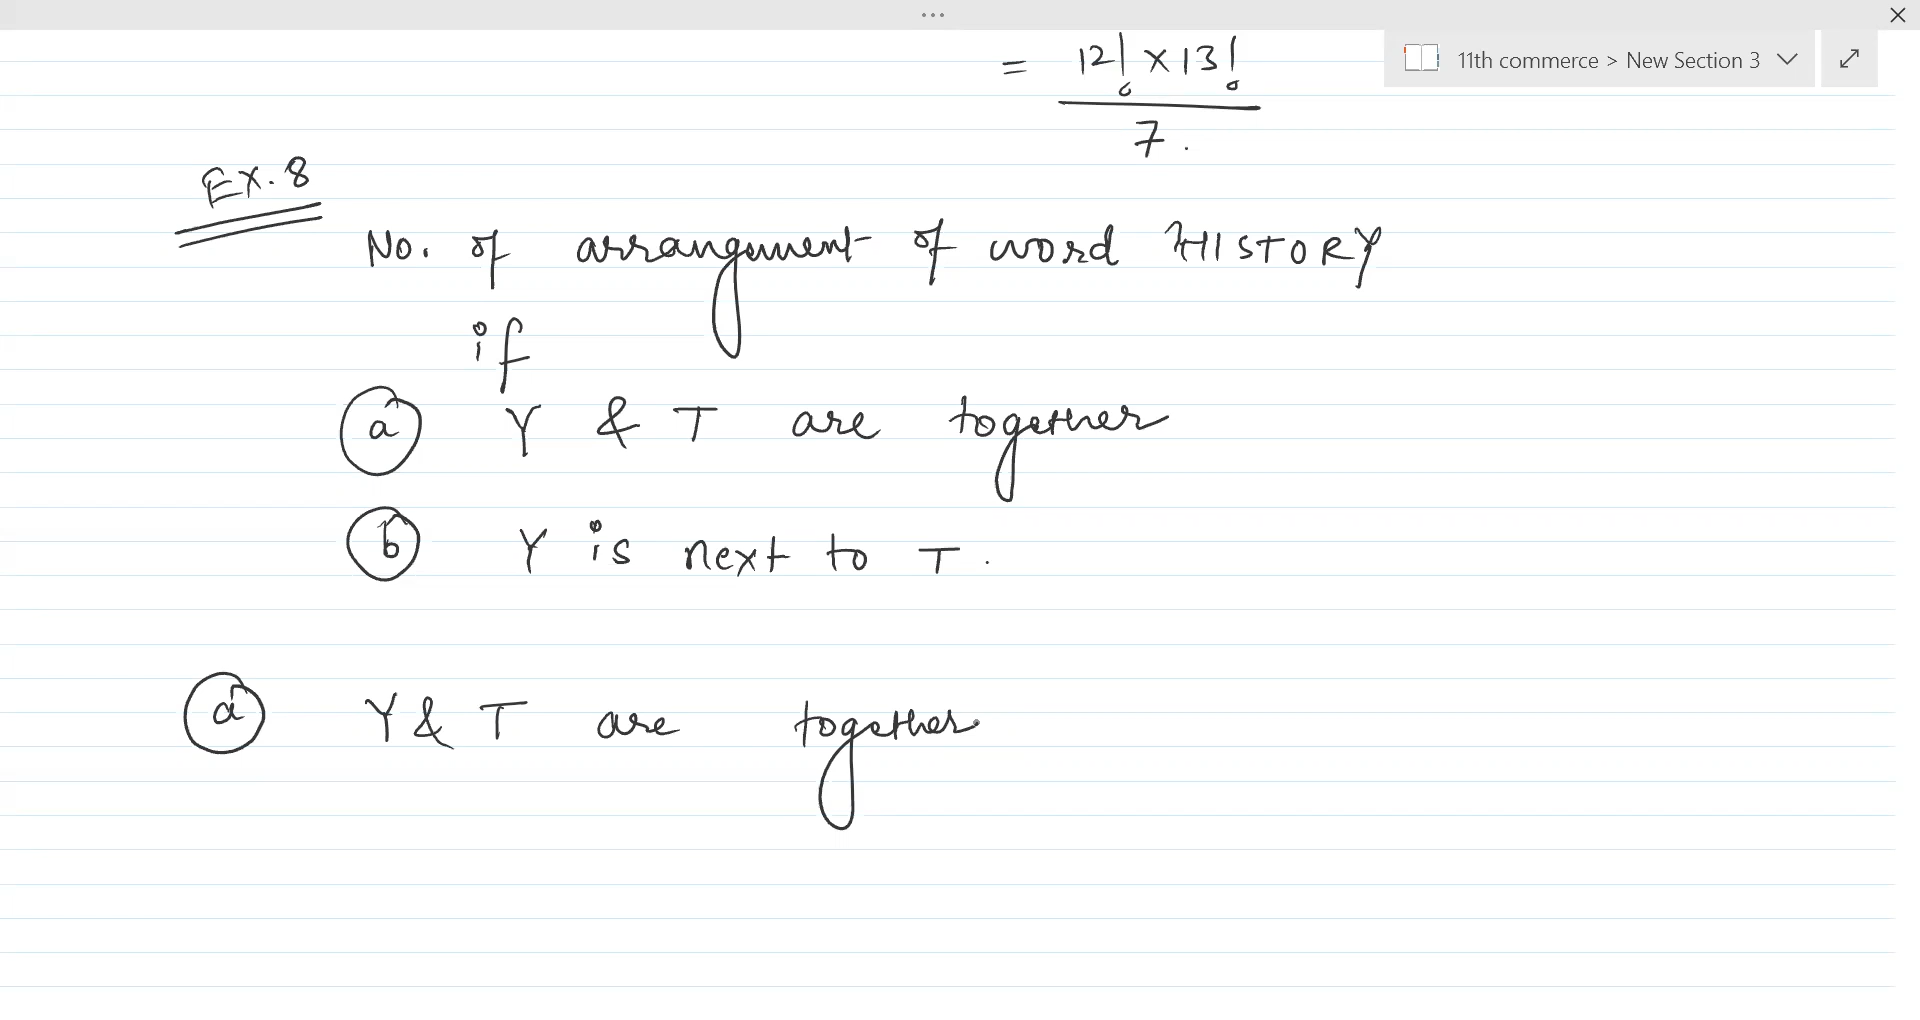 ...
11th commerce > New Section 3
= 12! × 13!
7.
Ex. 8
No. of arrangement of word HISTORY
if
a Y & T are together
b Y is next to T.
a Y & T are together